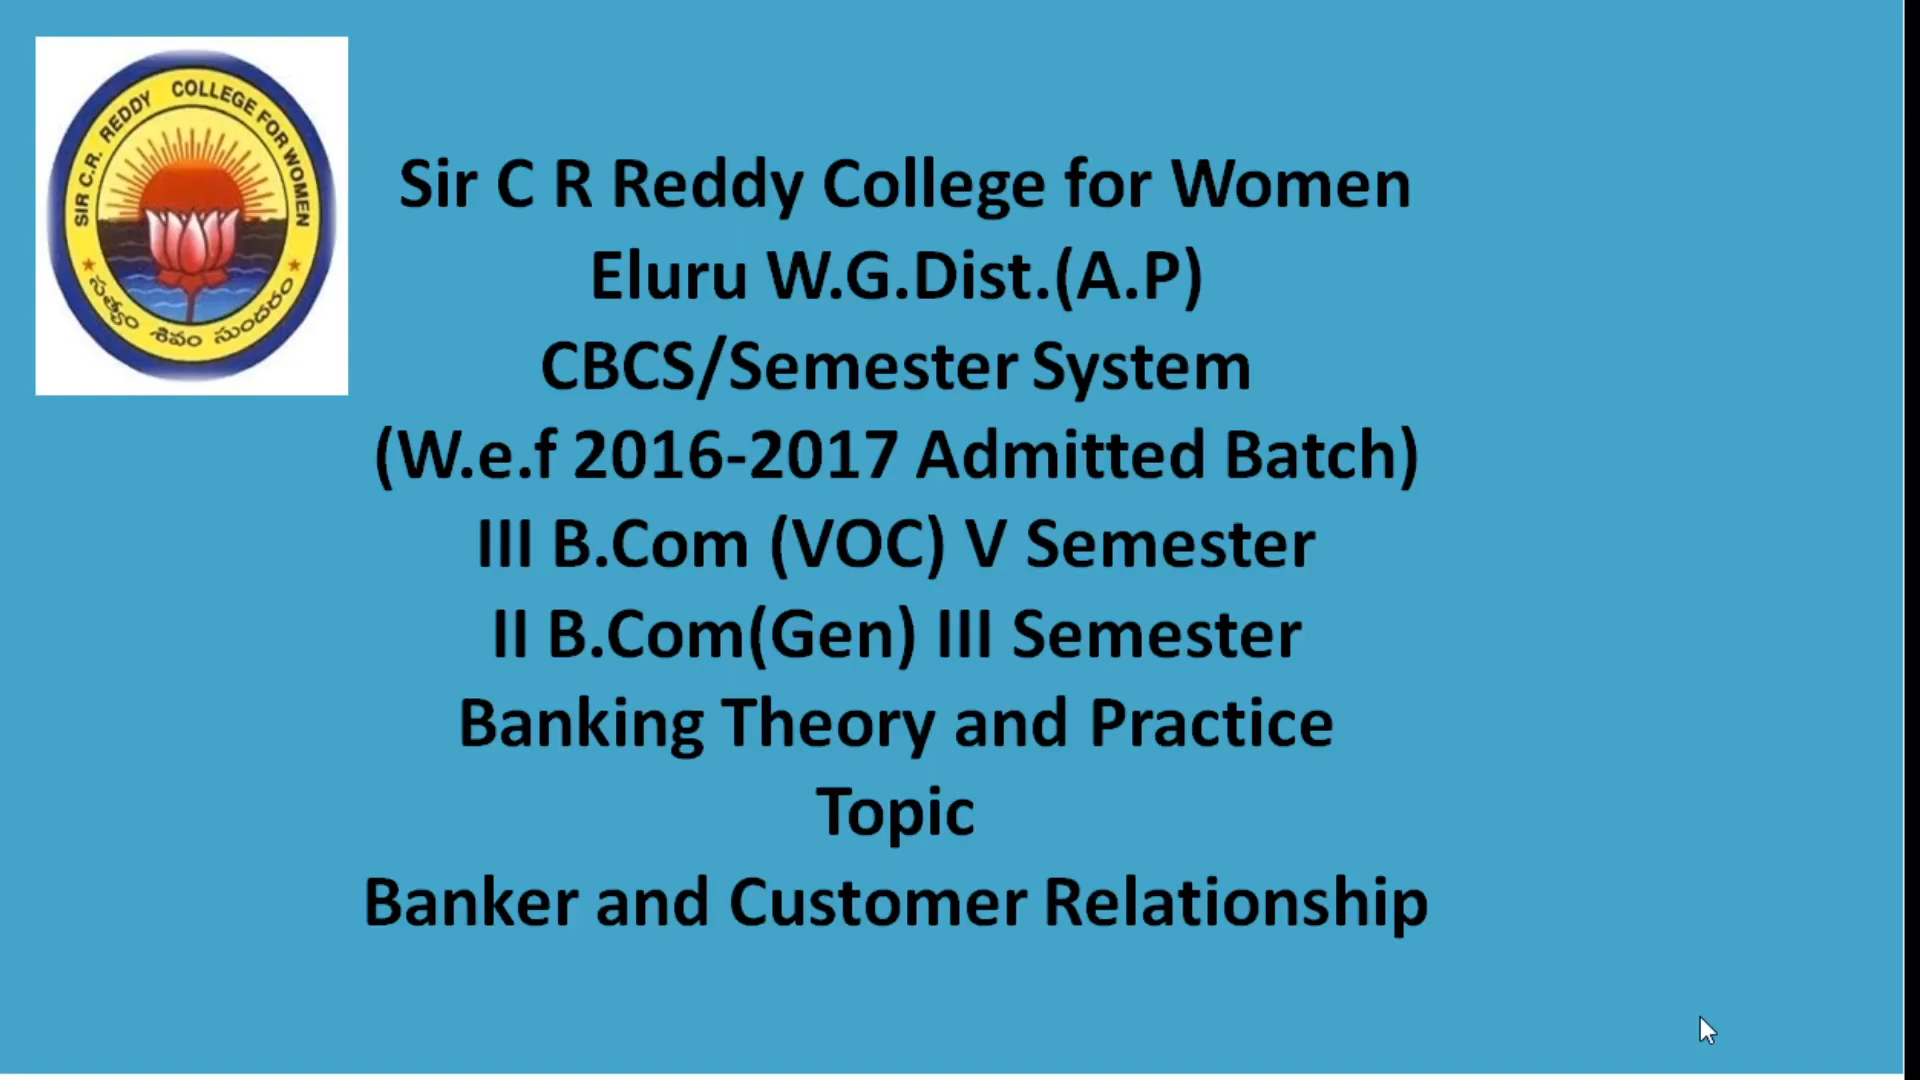 SIR C.R. REDDY COLLEGE FOR WOMEN
సత్యం శివం సుందరం
Sir C R Reddy College for Women
Eluru W.G.Dist.(A.P)
CBCS/Semester System
(W.e.f 2016-2017 Admitted Batch)
III B.Com (VOC) V Semester
II B.Com(Gen) III Semester
Banking Theory and Practice
Topic
Banker and Customer Relationship